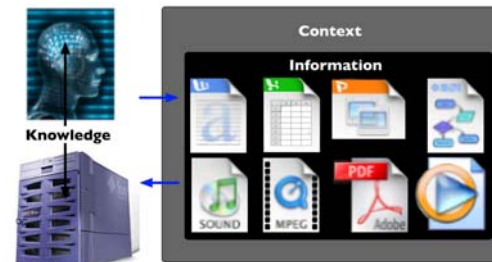 Context
Information
Knowledge
SOUND
MPEG
PDF
Adobe